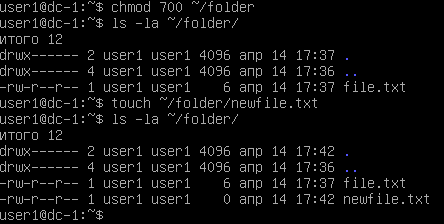 user1@dc-1:~$ chmod 700 ~/folder
user1@dc-1:~$ ls -la ~/folder/
итого 12
drwx------ 2 user1 user1 4096 апр 14 17:37 .
drwx------ 4 user1 user1 4096 апр 14 17:36 ..
-rw-r--r-- 1 user1 user1    6 апр 14 17:37 file.txt
user1@dc-1:~$ touch ~/folder/newfile.txt
user1@dc-1:~$ ls -la ~/folder/
итого 12
drwx------ 2 user1 user1 4096 апр 14 17:42 .
drwx------ 4 user1 user1 4096 апр 14 17:36 ..
-rw-r--r-- 1 user1 user1    6 апр 14 17:37 file.txt
-rw-r--r-- 1 user1 user1    0 апр 14 17:42 newfile.txt
user1@dc-1:~$